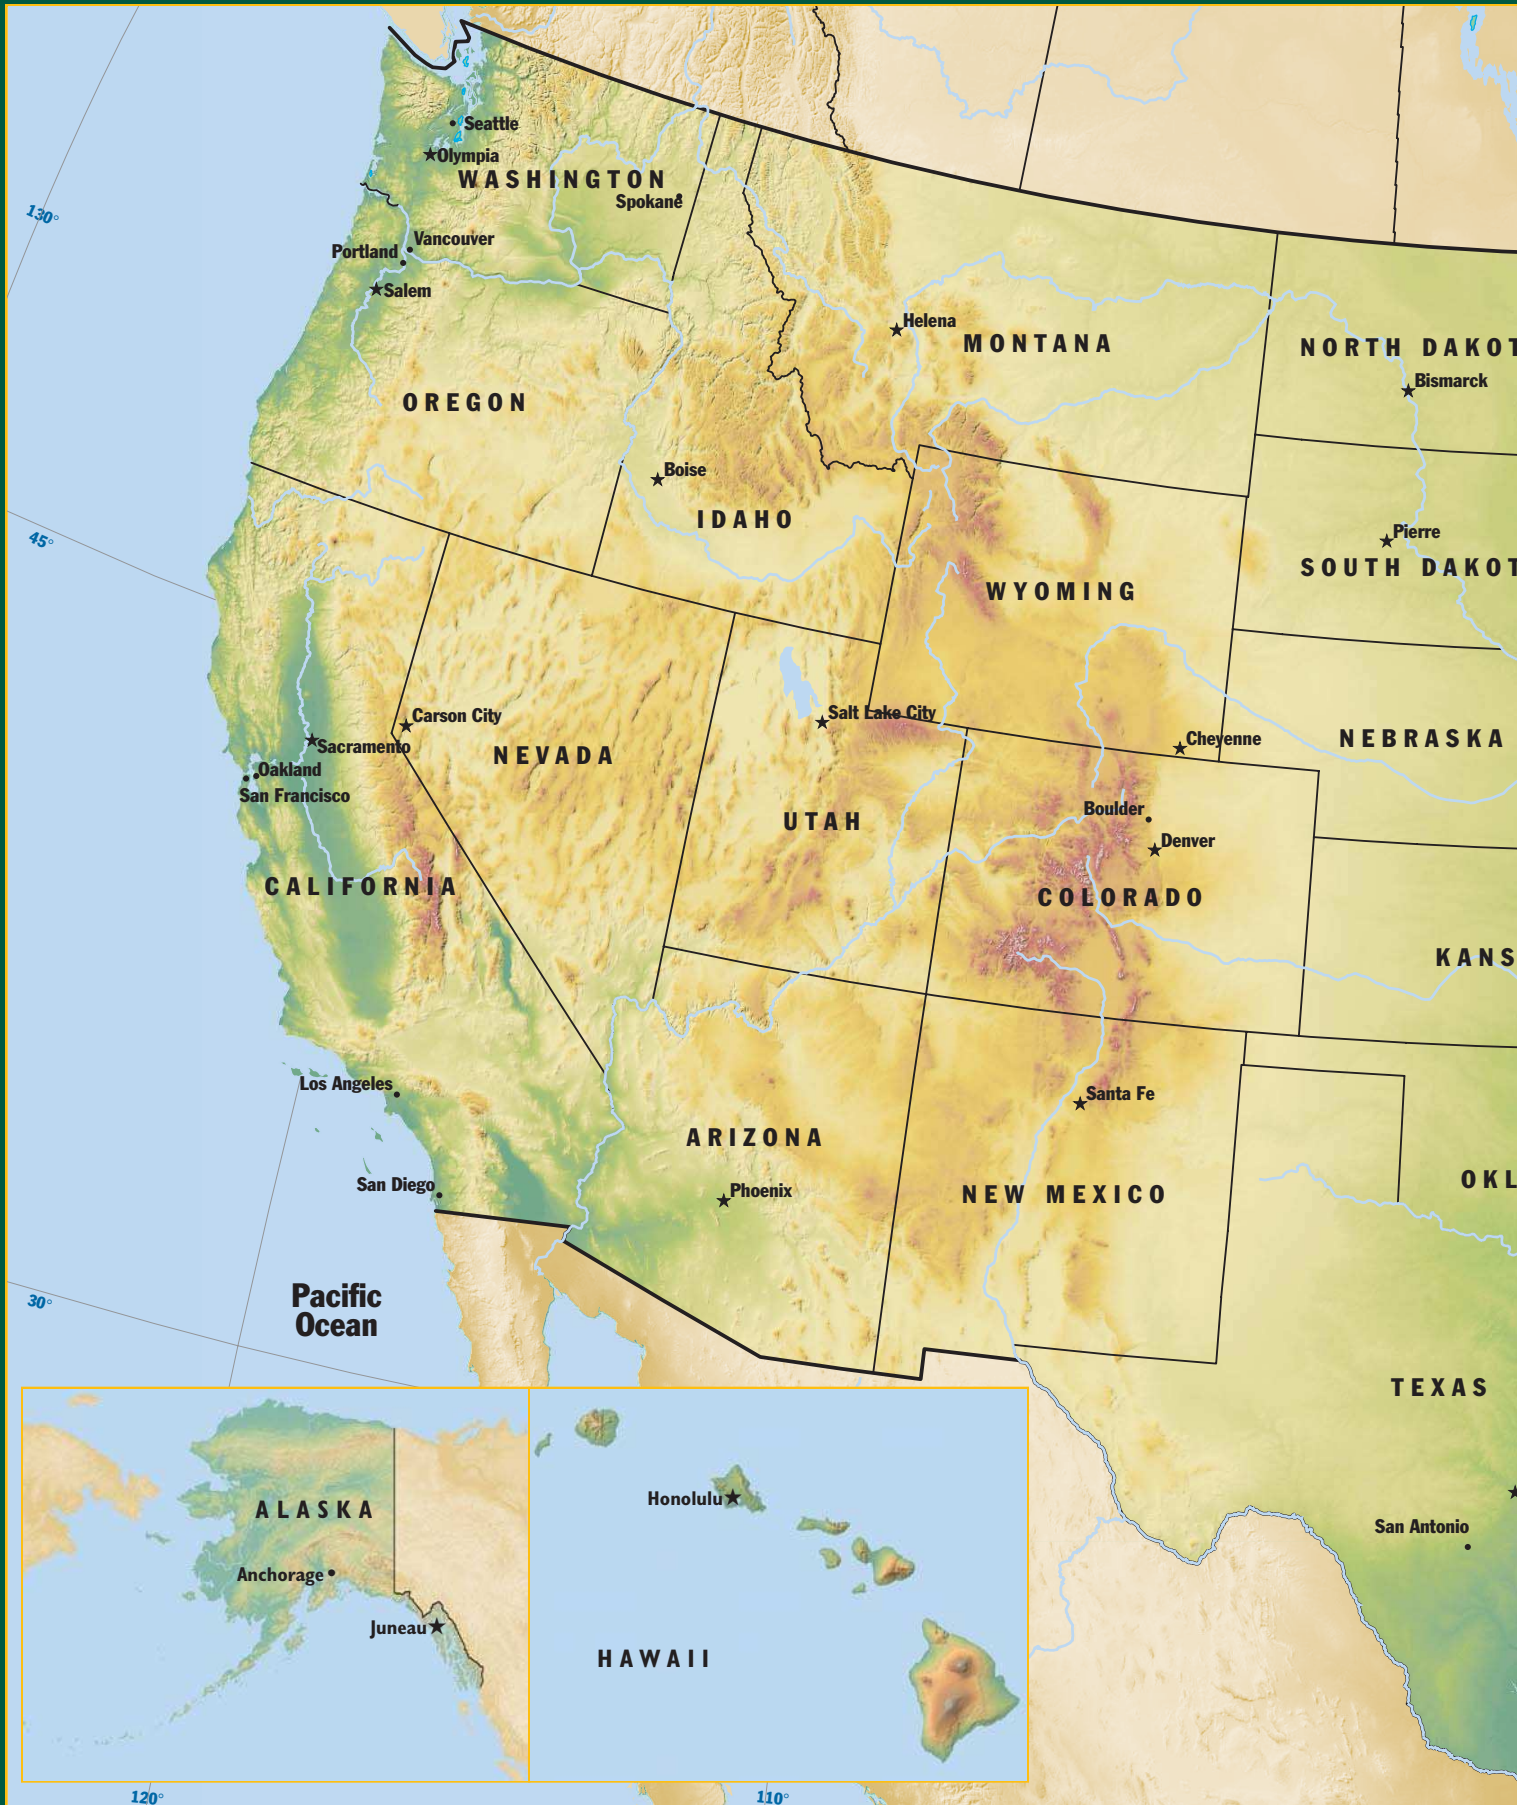 Seattle
Olympia
WASHINGTON
Spokane
130°
Vancouver
Portland
Salem
Helena
MONTANA
NORTH DAKOT
Bismarck
OREGON
Boise
IDAHO
Pierre
SOUTH DAKOT
45°
WYOMING
Carson City
Salt Lake City
Sacramento
NEVADA
Cheyenne
NEBRASKA
Oakland
San Francisco
UTAH
Boulder
Denver
CALIFORNIA
COLORADO
KANS
Los Angeles
Santa Fe
ARIZONA
San Diego
Phoenix
NEW MEXICO
OKL
Pacific
Ocean
30°
TEXAS
ALASKA
Honolulu
San Antonio
Anchorage
Juneau
HAWAII
120°
110°